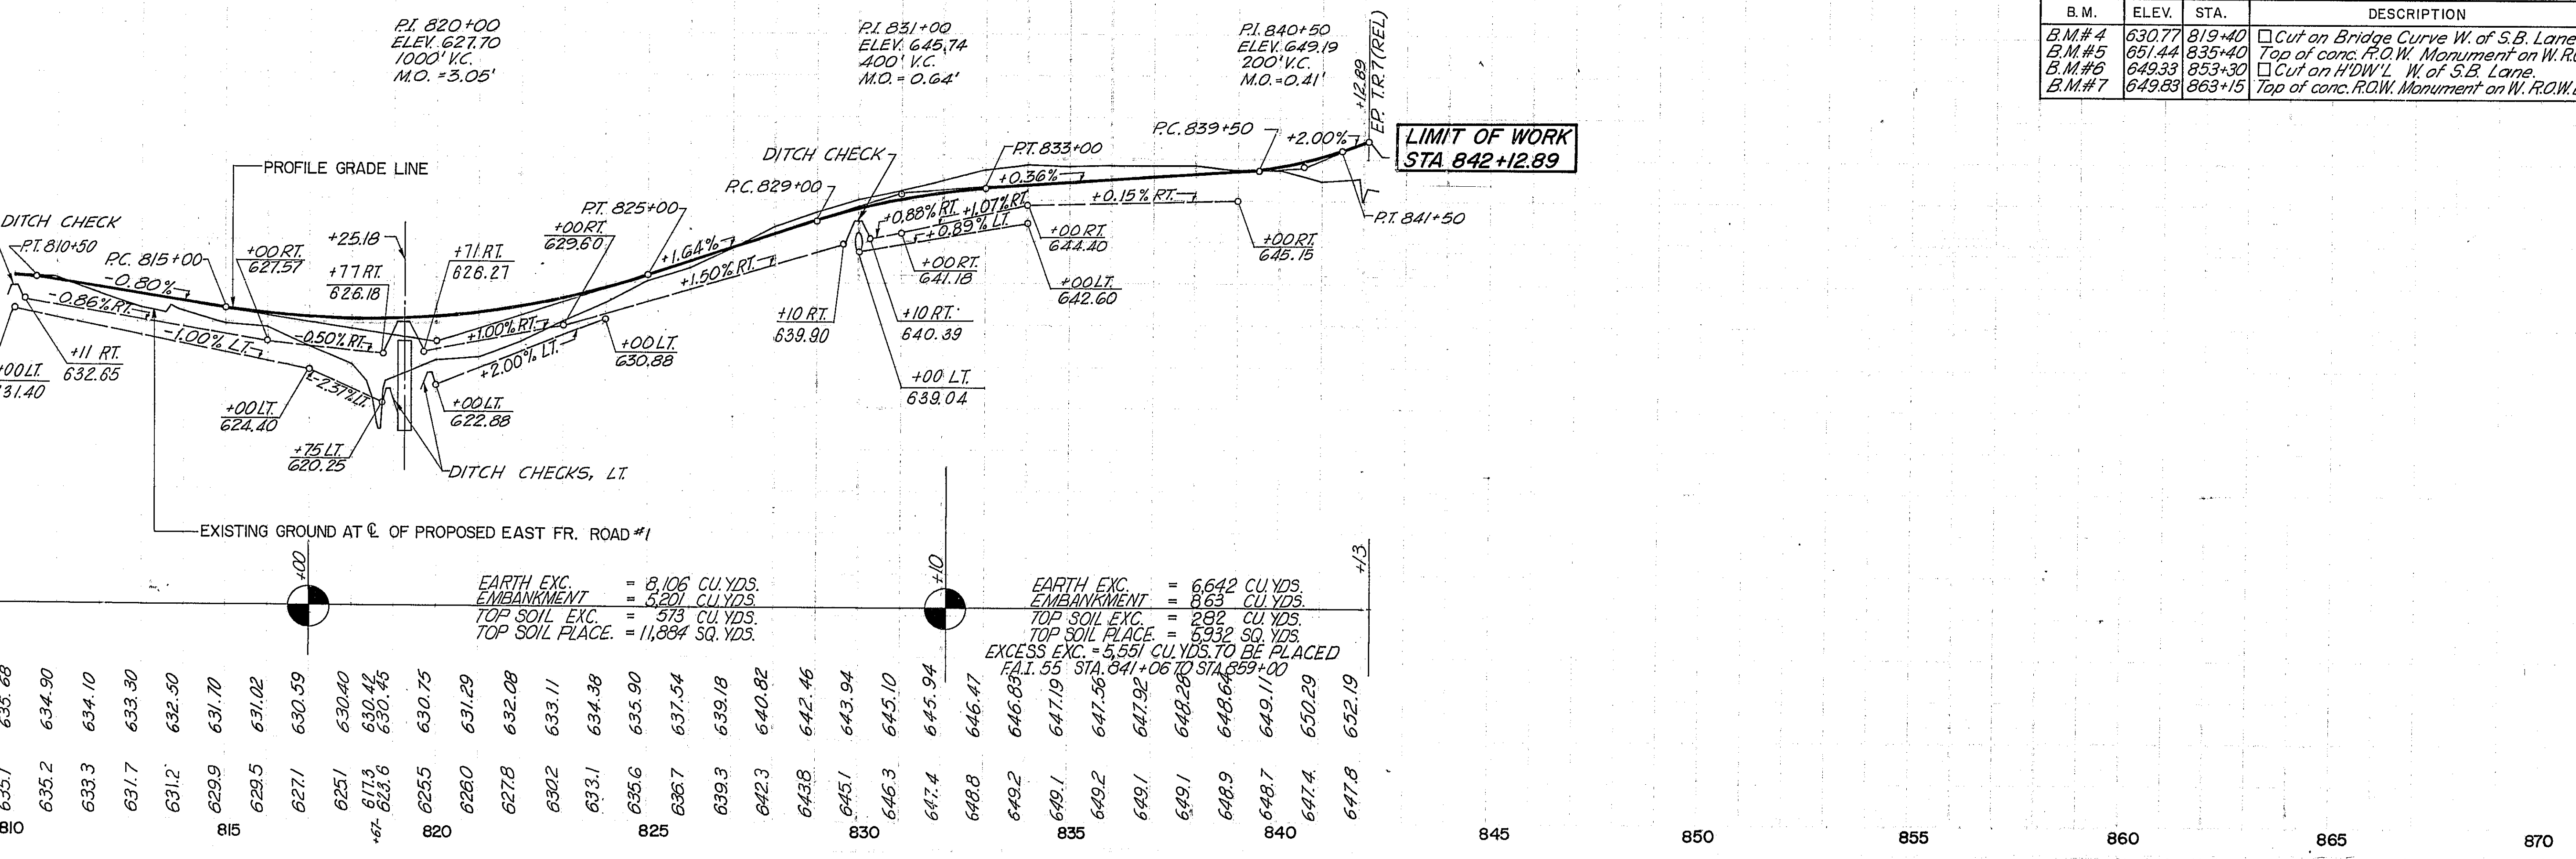 P.I. 820+00
ELEV. 627.70
1000' V.C.
M.O. = 3.05'
P.I. 831+00
ELEV. 645.74
400' V.C.
M.O. = 0.64'
P.I. 840+50
ELEV. 649.19
200' V.C.
M.O. = 0.41'
+12.89
EP. T.R. 7 (REL)
B.M. ELEV. STA. DESCRIPTION
B.M.#4 630.77 819+40 □ Cut on Bridge Curve W. of S.B. Lane
B.M.#5 651.44 835+40 Top of conc. R.O.W. Monument on W. R.O
B.M.#6 649.33 853+30 □ Cut on H'DW'L W. of S.B. Lane.
B.M.#7 649.83 863+15 Top of conc. R.O.W. Monument on W. R.O.W.
LIMIT OF WORK
STA 842+12.89
P.C. 839+50
+2.00%
P.T. 841+50
DITCH CHECK
P.T. 833+00
P.C. 829+00
+0.36%
+0.15% RT.
+0.88% RT.
+1.07% RT.
+0.89% LT.
PROFILE GRADE LINE
DITCH CHECK
P.T. 810+50
P.C. 815+00
-0.80%
-0.86% RT.
-1.00% LT.
+00 RT.
627.57
+25.18
+77 RT.
626.18
+71 RT.
626.27
+00 RT.
629.60
P.T. 825+00
+1.64%
+1.50% RT.
-0.50% RT.
+1.00% RT.
+2.00% LT.
-2.37% LT.
+00 LT.
31.40
+11 RT.
632.65
+00 LT.
624.40
+75 LT.
620.25
+00 LT.
622.88
+00 LT.
630.88
DITCH CHECKS, LT.
+10 RT.
639.90
+10 RT.
640.39
+00 RT.
641.18
+00 LT.
639.04
+00 RT.
644.40
+00 LT.
642.60
+00 RT.
645.15
EXISTING GROUND AT ℄ OF PROPOSED EAST FR. ROAD #1
+00
EARTH EXC. = 8,106 CU. YDS.
EMBANKMENT = 5,201 CU. YDS.
TOP SOIL EXC. = 573 CU. YDS.
TOP SOIL PLACE. = 11,884 SQ. YDS.
+10
EARTH EXC. = 6,642 CU. YDS.
EMBANKMENT = 863 CU. YDS.
TOP SOIL EXC. = 282 CU. YDS.
TOP SOIL PLACE. = 5,932 SQ. YDS.
EXCESS EXC. = 5,551 CU. YDS. TO BE PLACED
F.A.I. 55 STA. 841+06 TO STA 859+00
+13
635.68 634.90 634.10 633.30 632.50 631.70 631.02 630.59 630.40 630.42 630.45 630.75 631.29 632.08 633.11 634.38 635.90 637.54 639.18 640.82 642.46 643.94 645.10 645.94 646.47 646.83 647.19 647.56 647.92 648.28 648.64 649.11 650.29 652.19
635.1 635.2 633.3 631.7 631.2 629.9 629.5 627.1 625.1 617.3 623.6 625.5 626.0 627.8 630.2 633.1 635.6 636.7 639.3 642.3 643.8 645.1 646.3 647.4 648.8 649.2 649.1 649.2 649.1 649.1 648.9 648.7 647.4 647.8
+67-
810 815 820 825 830 835 840 845 850 855 860 865 870